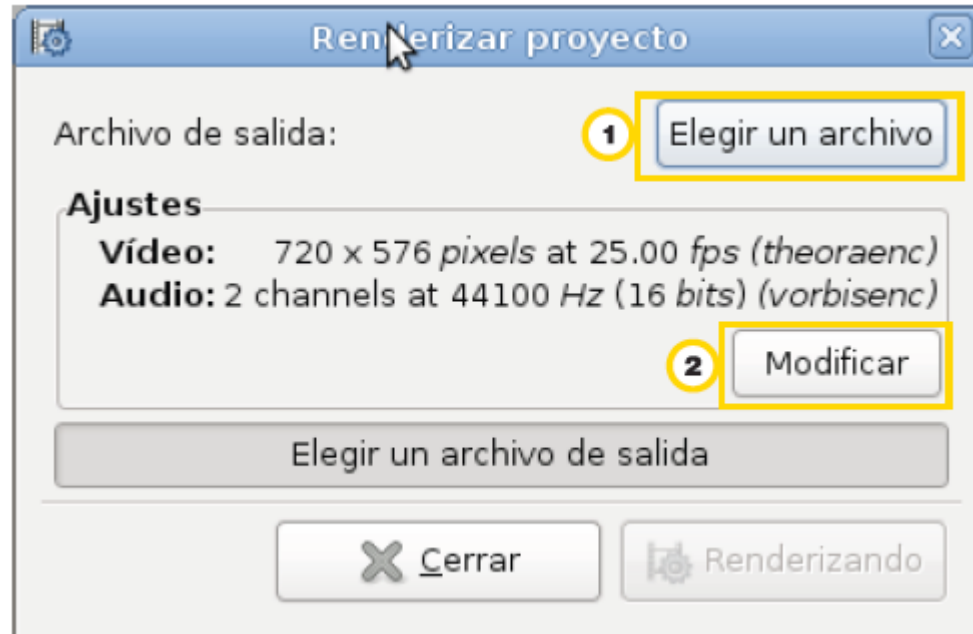 Renderizar proyecto
Archivo de salida: 1 Elegir un archivo
Ajustes
Vídeo: 720 x 576 pixels at 25.00 fps (theoraenc)
Audio: 2 channels at 44100 Hz (16 bits) (vorbisenc)
2 Modificar
Elegir un archivo de salida
Cerrar Renderizando